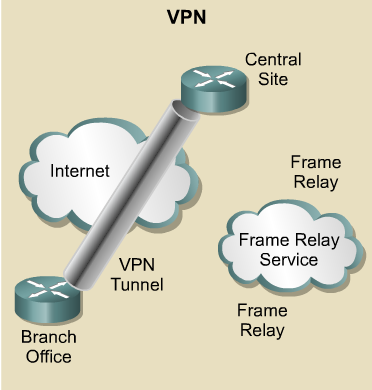 VPN
Central
Site
Internet
Frame
Relay
Frame Relay
Service
VPN
Tunnel
Frame
Relay
Branch
Office